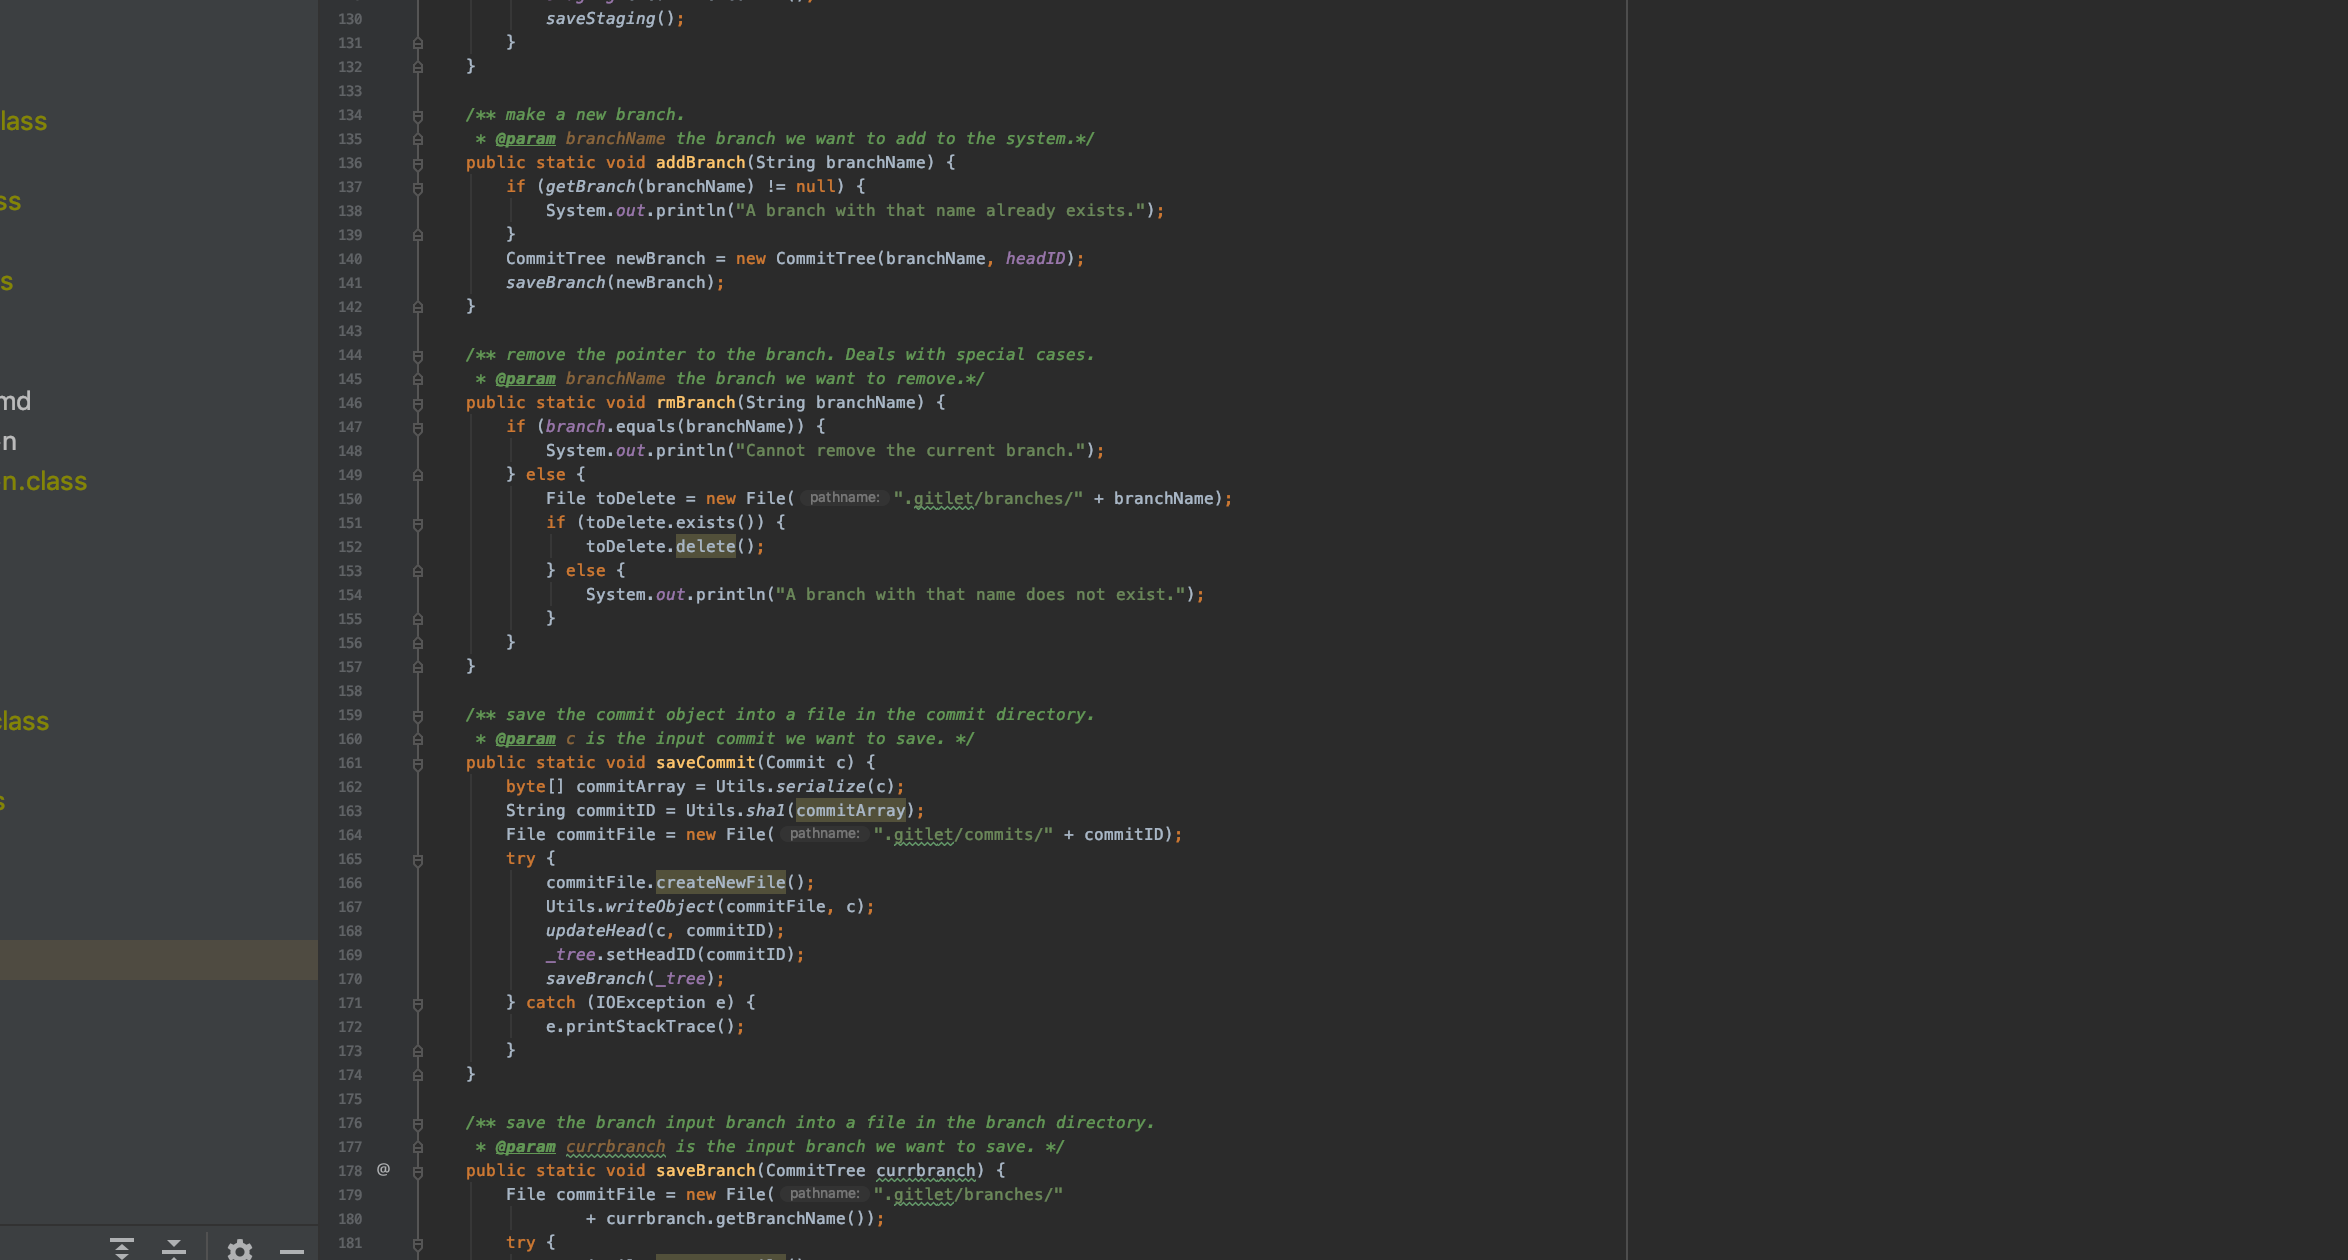 lass
ss
s
md
n
n.class
class
s
130 saveStaging();
131 }
132 }
133
134 /** make a new branch.
135 * @param branchName the branch we want to add to the system.*/
136 public static void addBranch(String branchName) {
137 if (getBranch(branchName) != null) {
138 System.out.println("A branch with that name already exists.");
139 }
140 CommitTree newBranch = new CommitTree(branchName, headID);
141 saveBranch(newBranch);
142 }
143
144 /** remove the pointer to the branch. Deals with special cases.
145 * @param branchName the branch we want to remove.*/
146 public static void rmBranch(String branchName) {
147 if (branch.equals(branchName)) {
148 System.out.println("Cannot remove the current branch.");
149 } else {
150 File toDelete = new File( pathname: ".gitlet/branches/" + branchName);
151 if (toDelete.exists()) {
152 toDelete.delete();
153 } else {
154 System.out.println("A branch with that name does not exist.");
155 }
156 }
157 }
158
159 /** save the commit object into a file in the commit directory.
160 * @param c is the input commit we want to save. */
161 public static void saveCommit(Commit c) {
162 byte[] commitArray = Utils.serialize(c);
163 String commitID = Utils.sha1(commitArray);
164 File commitFile = new File( pathname: ".gitlet/commits/" + commitID);
165 try {
166 commitFile.createNewFile();
167 Utils.writeObject(commitFile, c);
168 updateHead(c, commitID);
169 _tree.setHeadID(commitID);
170 saveBranch(_tree);
171 } catch (IOException e) {
172 e.printStackTrace();
173 }
174 }
175
176 /** save the branch input branch into a file in the branch directory.
177 * @param currbranch is the input branch we want to save. */
178 @ public static void saveBranch(CommitTree currbranch) {
179 File commitFile = new File( pathname: ".gitlet/branches/"
180 + currbranch.getBranchName());
181 try {